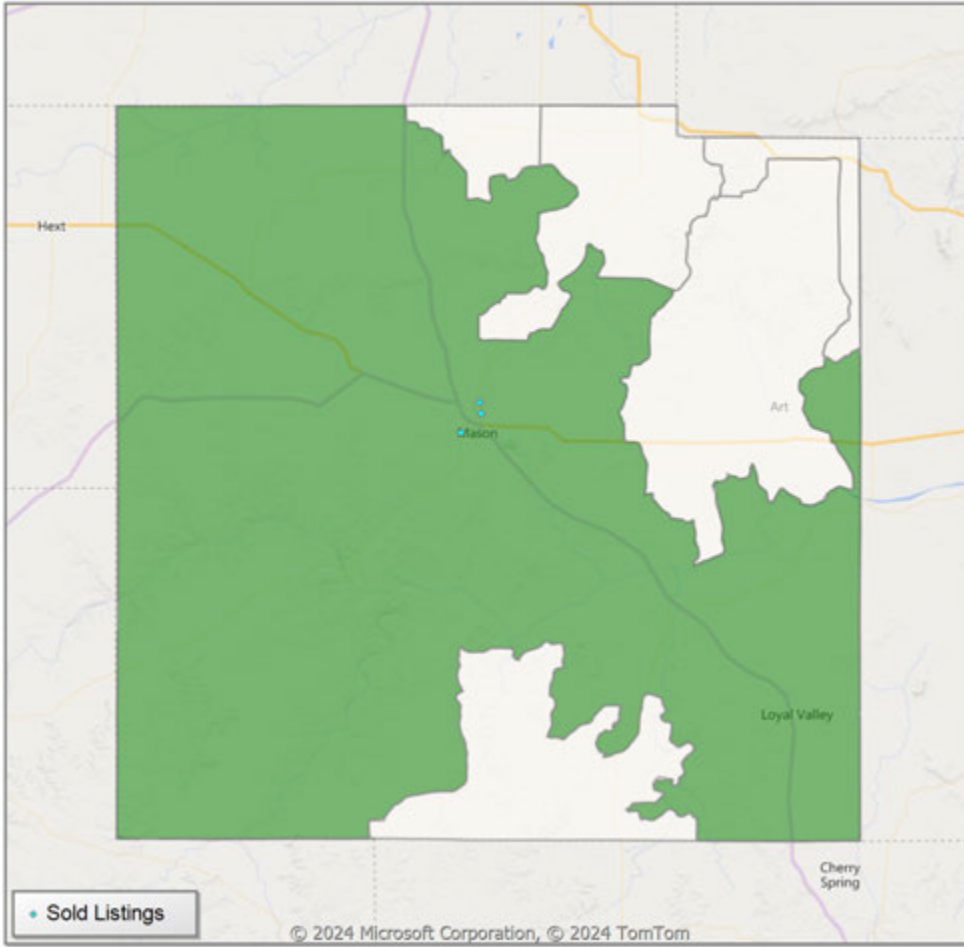 Hext
Art
Mason
Loyal Valley
Cherry
Spring
Sold Listings
© 2024 Microsoft Corporation, © 2024 TomTom